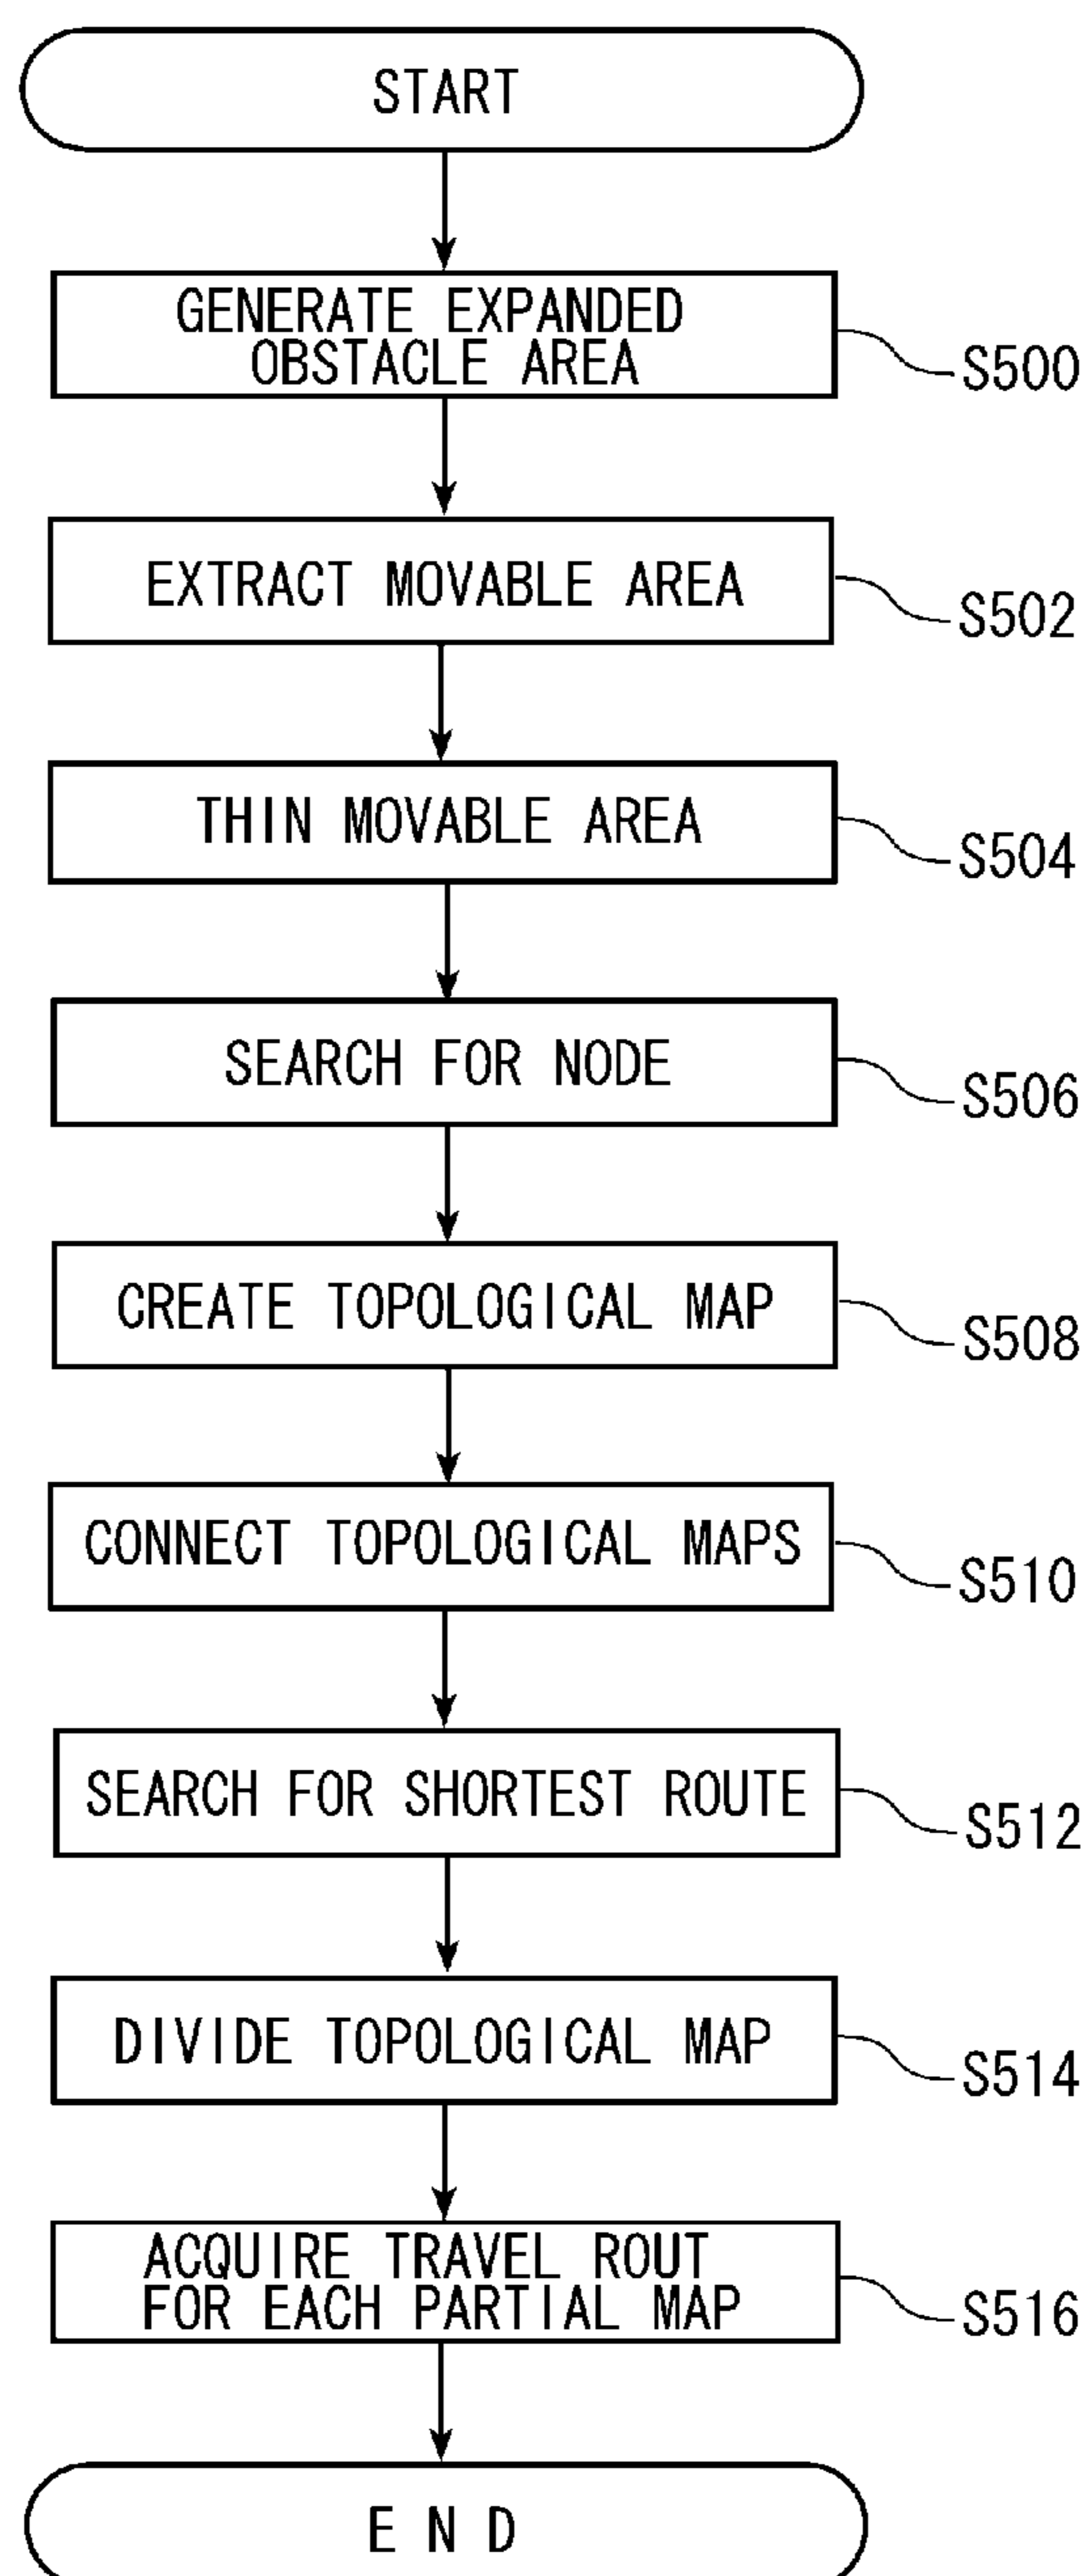 START
GENERATE EXPANDED
OBSTACLE AREA
S500
EXTRACT MOVABLE AREA
S502
THIN MOVABLE AREA
S504
SEARCH FOR NODE
S506
CREATE TOPOLOGICAL MAP
S508
CONNECT TOPOLOGICAL MAPS
S510
SEARCH FOR SHORTEST ROUTE
S512
DIVIDE TOPOLOGICAL MAP
S514
ACQUIRE TRAVEL ROUT
FOR EACH PARTIAL MAP
S516
END